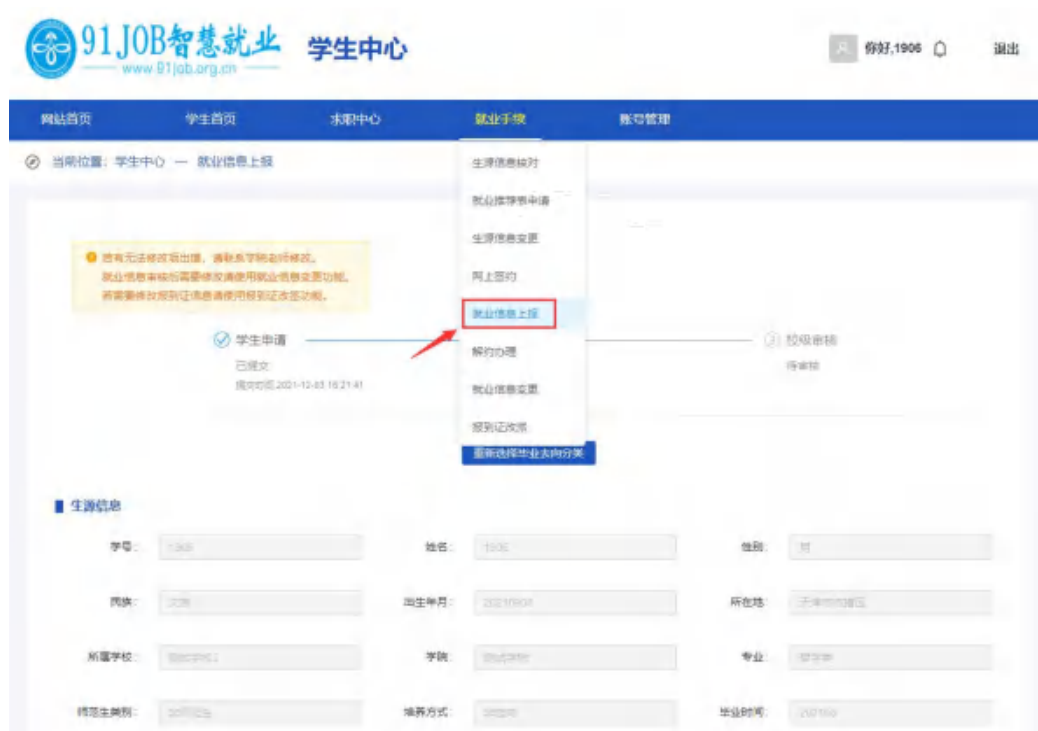 91JOB智慧就业
www.91job.org.cn
学生中心
你好,1906
退出
网站首页 学生首页 求职中心 就业手续 账号管理
当前位置：学生中心 — 就业信息上报
生源信息核对
就业推荐表申请
生源信息变更
网上签约
就业信息上报
解约办理
就业信息变更
报到证改派
若有无法修改项出错，请联系学院老师修改。
就业信息审核后需要修改请使用就业信息变更功能。
若需要修改报到证信息请使用报到证改签功能。
学生申请
已提交
提交时间:2021-12-03 16:21:41
3 校级审核
待审核
重新选择毕业去向分类
生源信息
学号： 1906 姓名： 1906 性别： 男
民族： 汉族 出生年月： 20210904 所在地：
所属学校： 学院： 测试学院 专业：
师范生类别： 培养方式： 毕业时间：